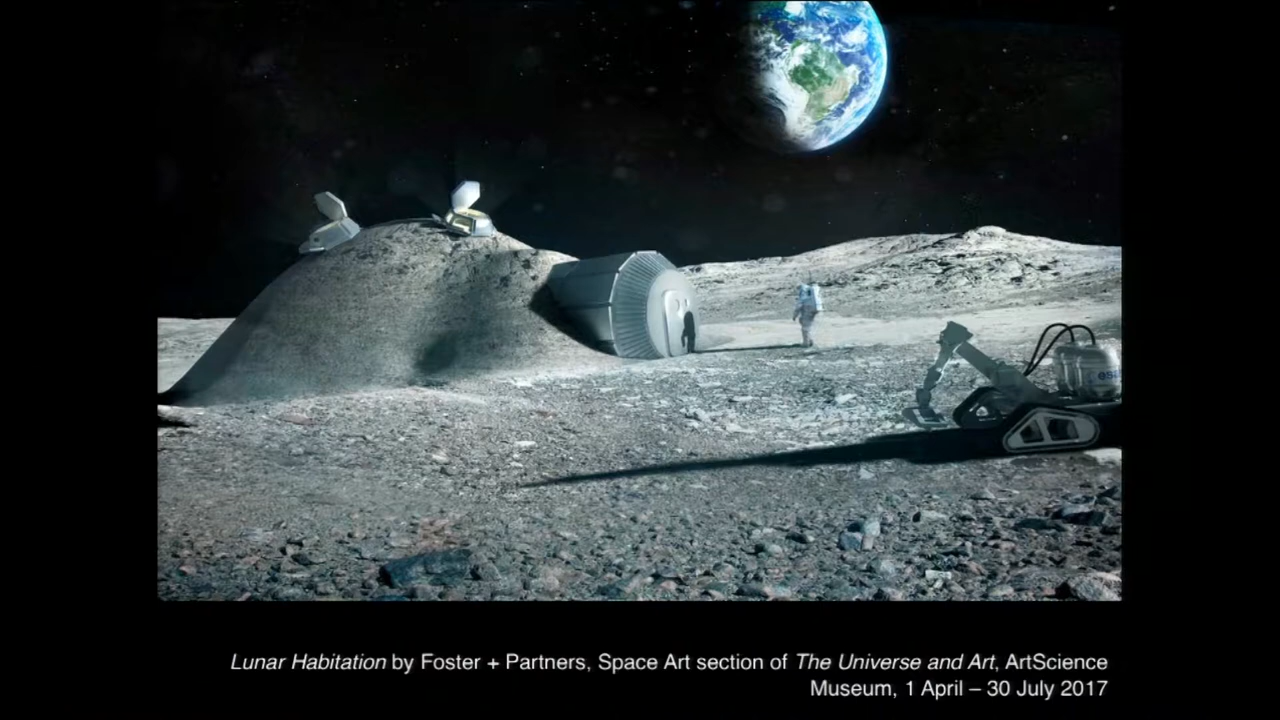 esa
Lunar Habitation by Foster + Partners, Space Art section of The Universe and Art, ArtScience
Museum, 1 April – 30 July 2017